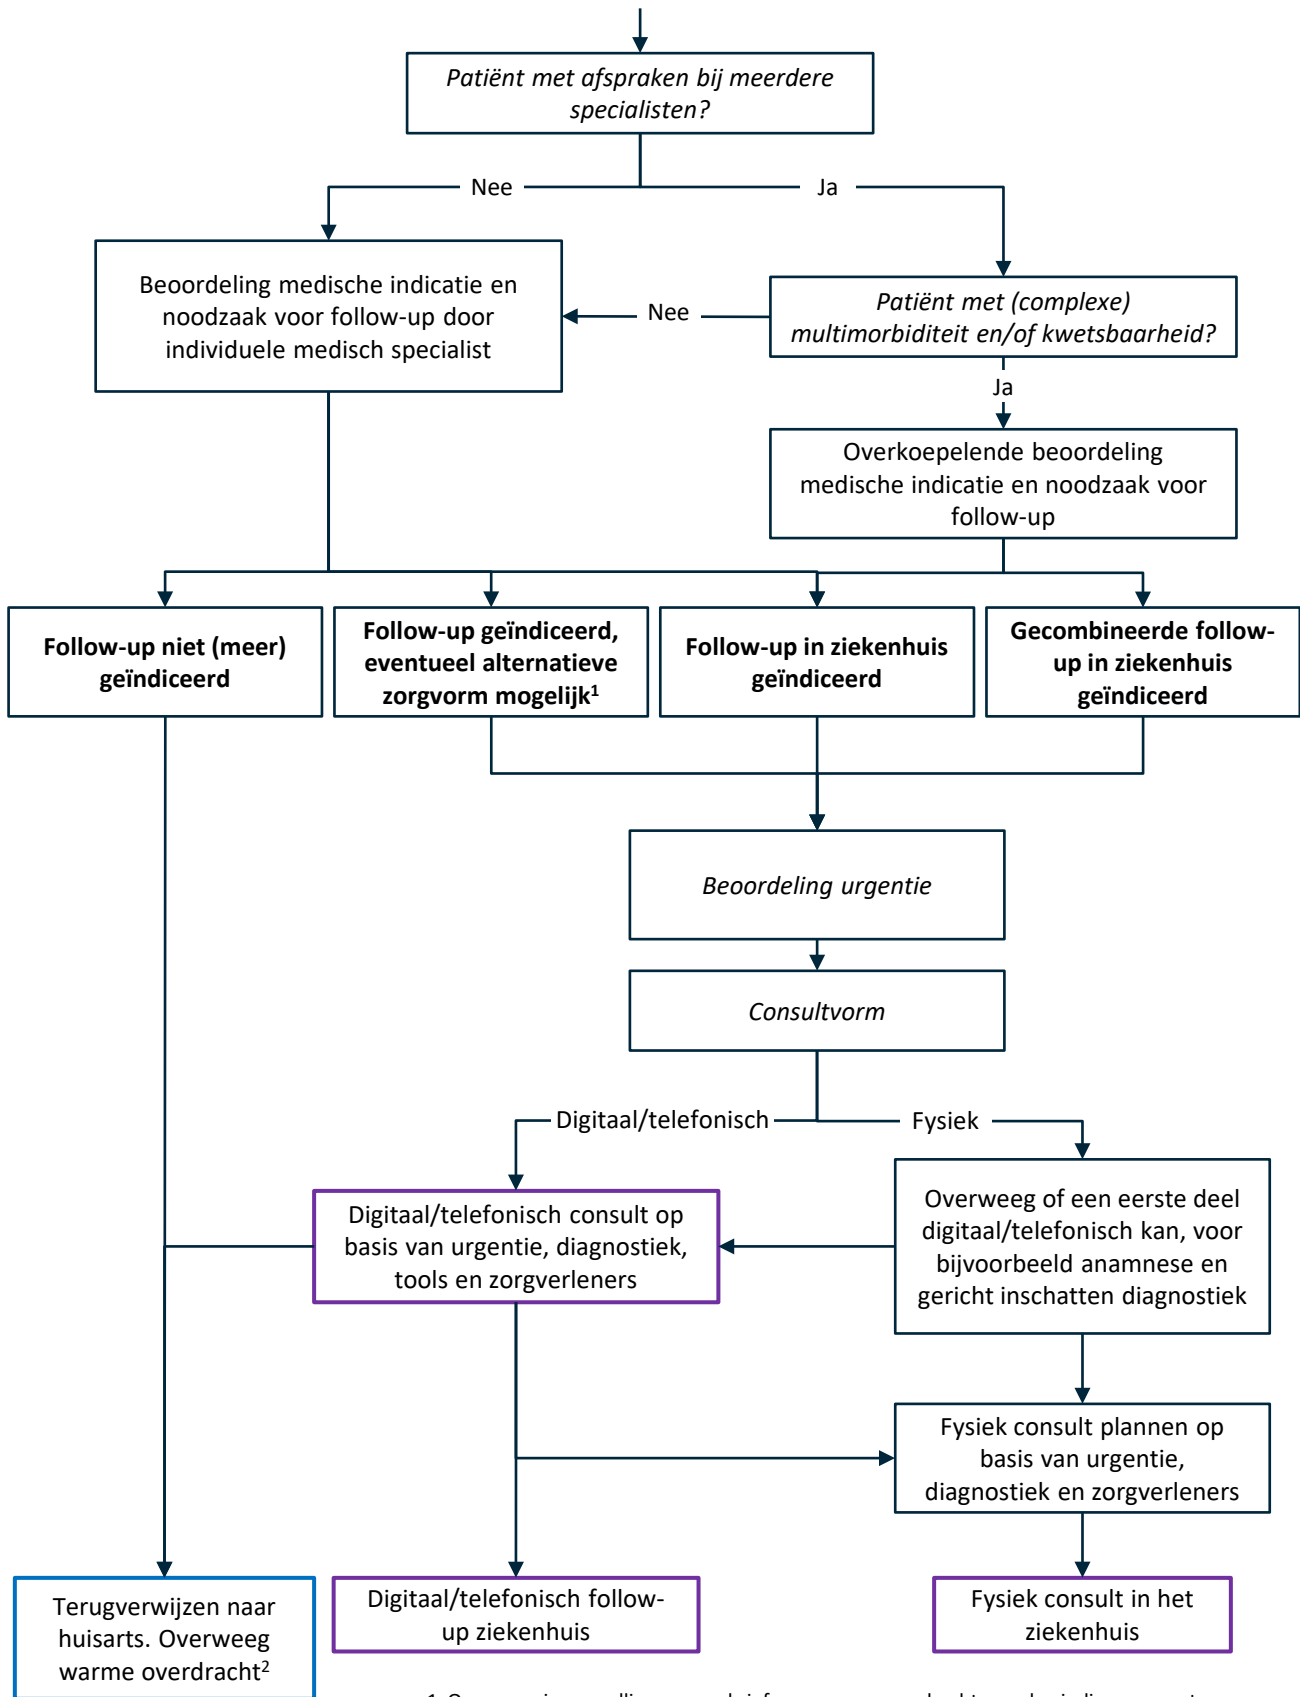 Patiënt met afspraken bij meerdere
specialisten?
Nee
Ja
Beoordeling medische indicatie en
noodzaak voor follow-up door
individuele medisch specialist
Nee
Patiënt met (complexe)
multimorbiditeit en/of kwetsbaarheid?
Ja
Overkoepelende beoordeling
medische indicatie en noodzaak voor
follow-up
Follow-up niet (meer)
geïndiceerd
Follow-up geïndiceerd,
eventueel alternatieve
zorgvorm mogelijk¹
Follow-up in ziekenhuis
geïndiceerd
Gecombineerde follow-
up in ziekenhuis
geïndiceerd
Beoordeling urgentie
Consultvorm
Digitaal/telefonisch
Fysiek
Digitaal/telefonisch consult op
basis van urgentie, diagnostiek,
tools en zorgverleners
Overweeg of een eerste deel
digitaal/telefonisch kan, voor
bijvoorbeeld anamnese en
gericht inschatten diagnostiek
Fysiek consult plannen op
basis van urgentie,
diagnostiek en zorgverleners
Terugverwijzen naar
huisarts. Overweeg
warme overdracht²
Digitaal/telefonisch follow-
up ziekenhuis
Fysiek consult in het
ziekenhuis